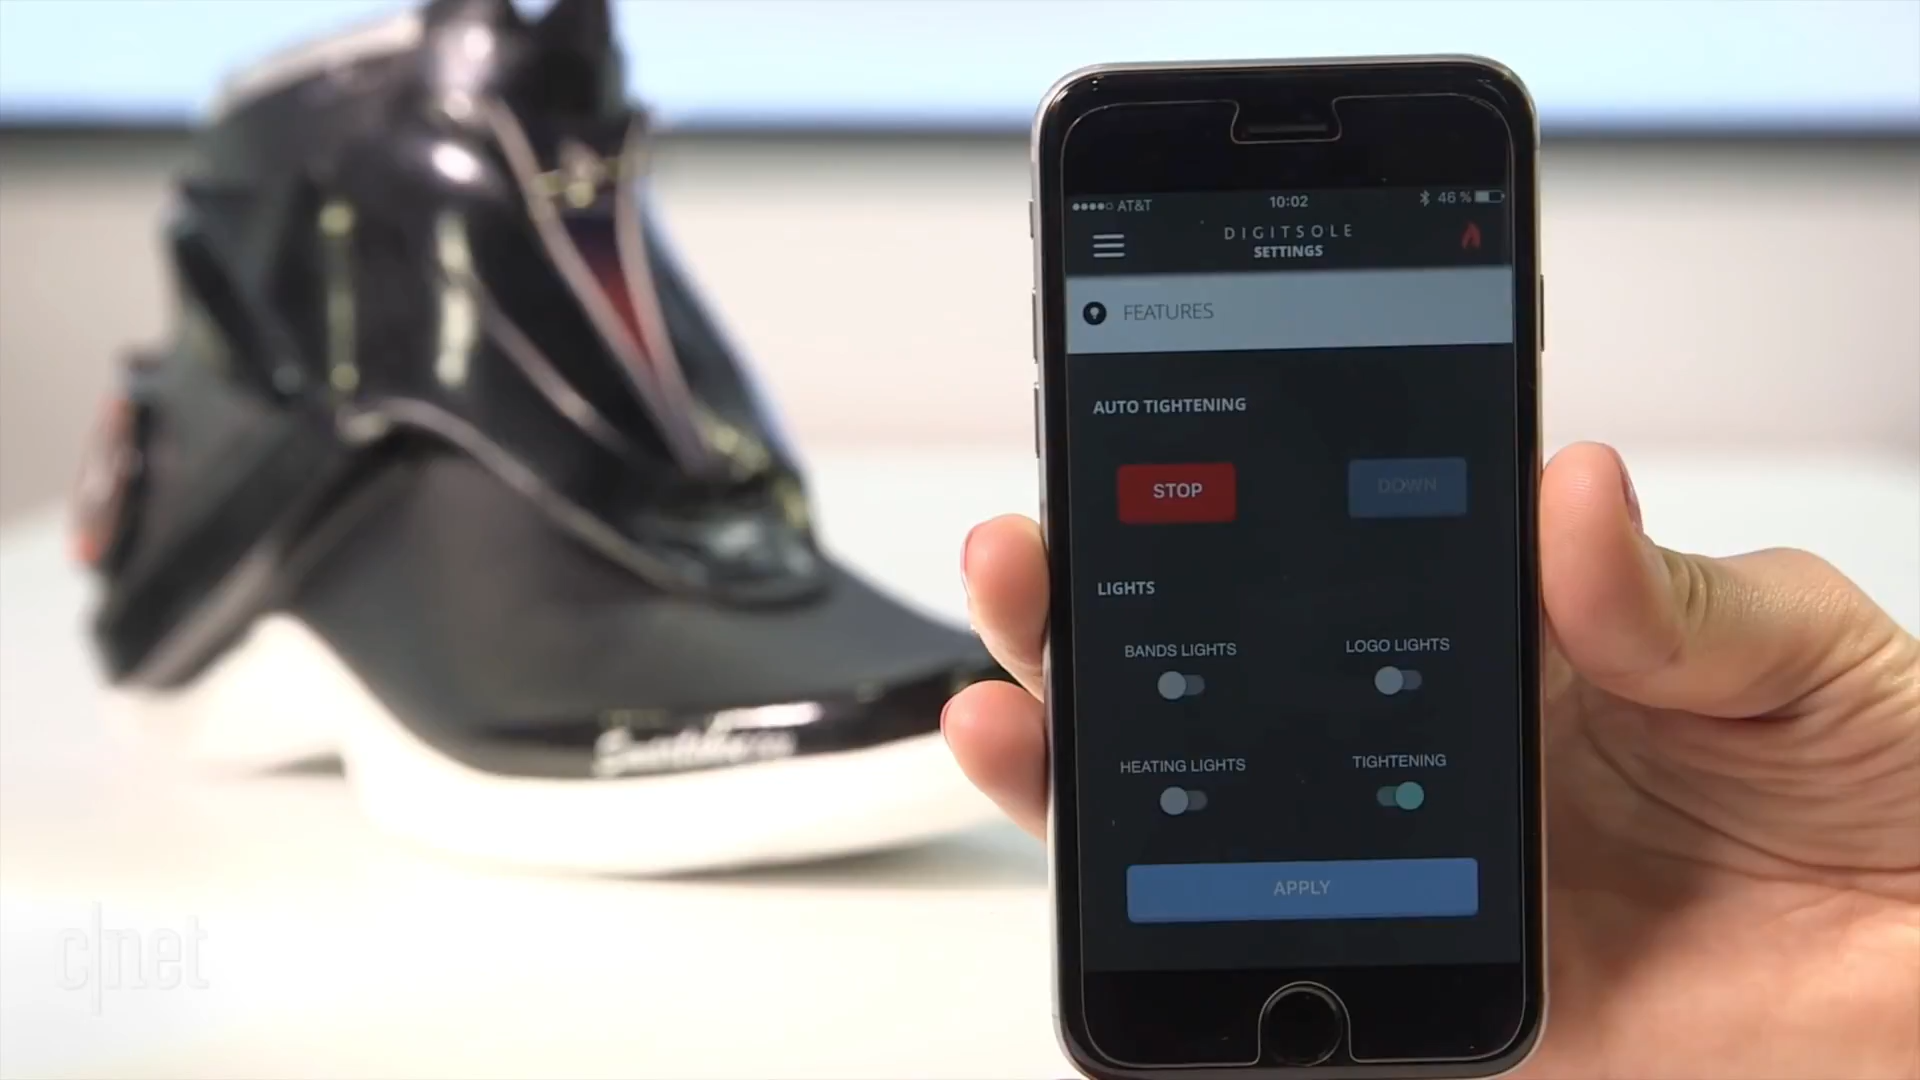 AT&T 10:02 46 %
DIGITSOLE
SETTINGS
FEATURES
AUTO TIGHTENING
STOP DOWN
LIGHTS
BANDS LIGHTS LOGO LIGHTS
HEATING LIGHTS TIGHTENING
APPLY
c|net